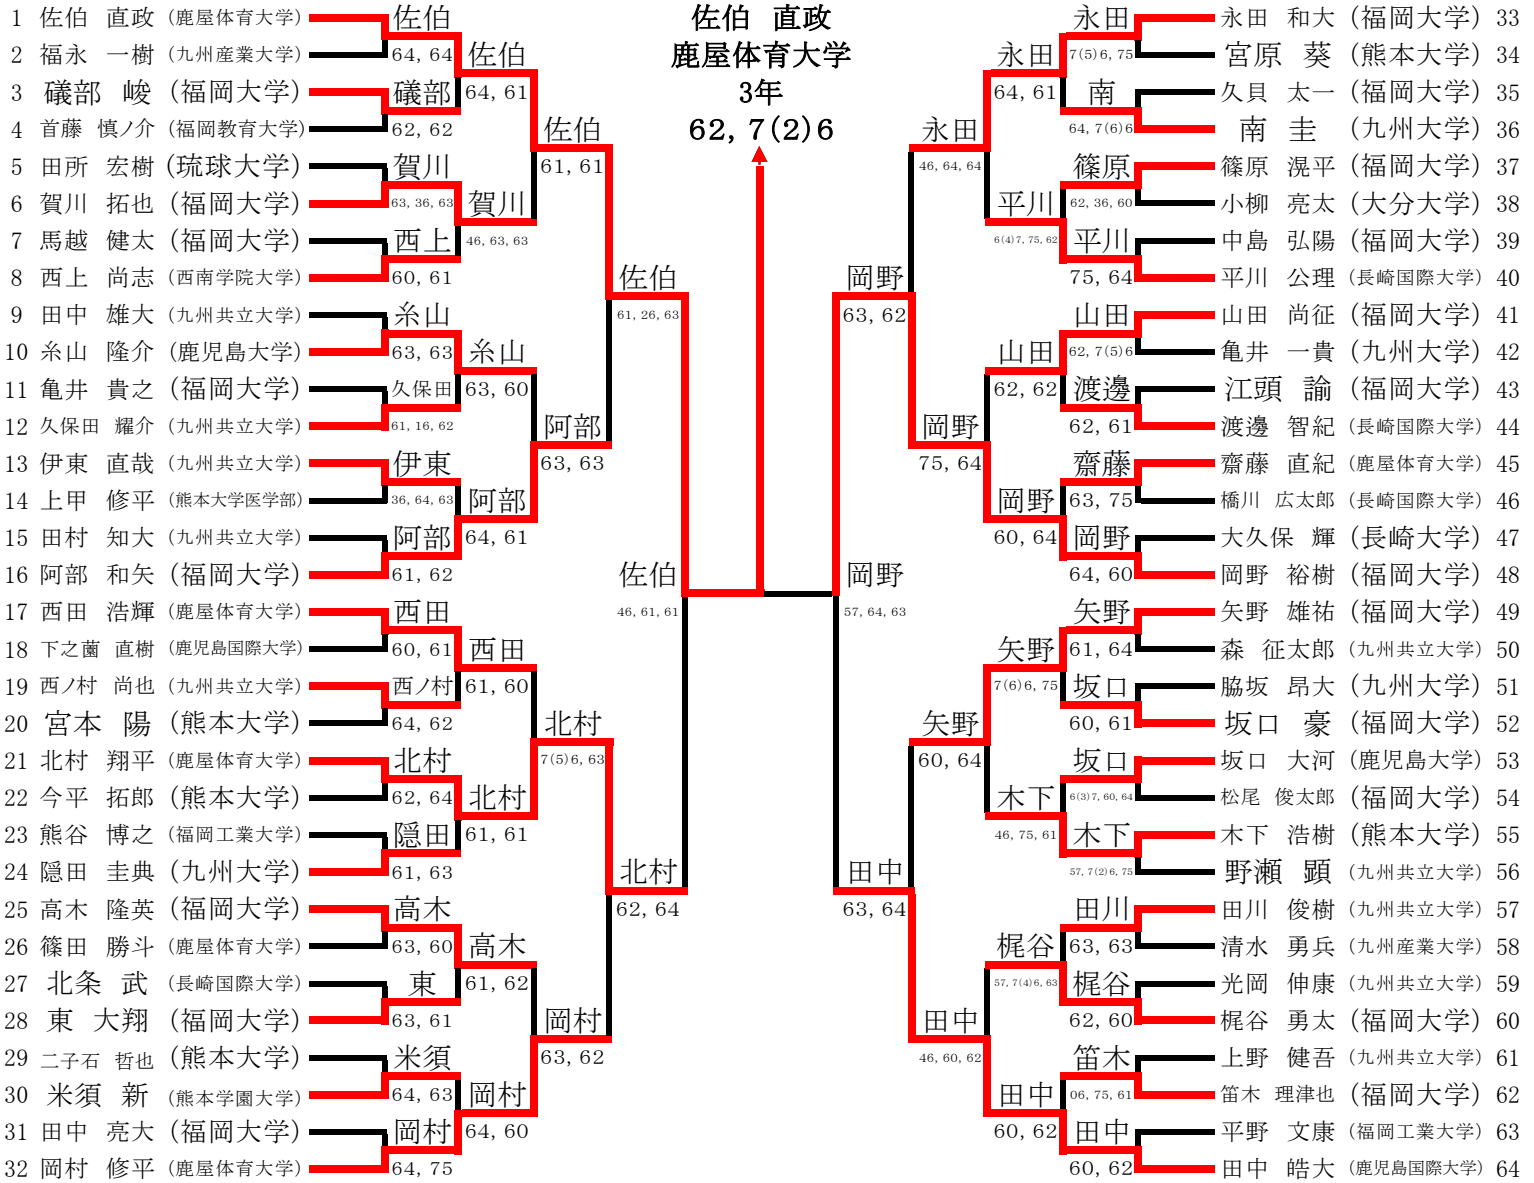 佐伯 直政
鹿屋体育大学
3年
62, 7(2)6
1 佐伯 直政 (鹿屋体育大学)
2 福永 一樹 (九州産業大学)
3 礒部 峻 (福岡大学)
4 首藤 慎ノ介 (福岡教育大学)
5 田所 宏樹 (琉球大学)
6 賀川 拓也 (福岡大学)
7 馬越 健太 (福岡大学)
8 西上 尚志 (西南学院大学)
9 田中 雄大 (九州共立大学)
10 糸山 隆介 (鹿児島大学)
11 亀井 貴之 (福岡大学)
12 久保田 耀介 (九州共立大学)
13 伊東 直哉 (九州共立大学)
14 上甲 修平 (熊本大学医学部)
15 田村 知大 (九州共立大学)
16 阿部 和矢 (福岡大学)
17 西田 浩輝 (鹿屋体育大学)
18 下之薗 直樹 (鹿児島国際大学)
19 西ノ村 尚也 (九州共立大学)
20 宮本 陽 (熊本大学)
21 北村 翔平 (鹿屋体育大学)
22 今平 拓郎 (熊本大学)
23 熊谷 博之 (福岡工業大学)
24 隠田 圭典 (九州大学)
25 高木 隆英 (福岡大学)
26 篠田 勝斗 (鹿屋体育大学)
27 北条 武 (長崎国際大学)
28 東 大翔 (福岡大学)
29 二子石 哲也 (熊本大学)
30 米須 新 (熊本学園大学)
31 田中 亮大 (福岡大学)
32 岡村 修平 (鹿屋体育大学)
佐伯
64, 64
礒部
62, 62
賀川
63, 36, 63
西上
60, 61
糸山
63, 63
久保田
61, 16, 62
伊東
36, 64, 63
阿部
61, 62
西田
60, 61
西ノ村
64, 62
北村
62, 64
隠田
61, 63
高木
63, 60
東
63, 61
米須
64, 63
岡村
64, 75
佐伯
64, 61
賀川
46, 63, 63
糸山
63, 60
阿部
64, 61
西田
61, 60
北村
61, 61
高木
61, 62
岡村
64, 60
佐伯
61, 61
阿部
63, 63
北村
7(5)6, 63
岡村
63, 62
佐伯
61, 26, 63
北村
62, 64
佐伯
46, 61, 61
岡野
57, 64, 63
岡野
63, 62
田中
63, 64
永田
46, 64, 64
岡野
75, 64
矢野
60, 64
田中
46, 60, 62
永田
64, 61
平川
6(4)7, 75, 62
山田
62, 62
岡野
60, 64
矢野
7(6)6, 75
木下
46, 75, 61
梶谷
57, 7(4)6, 63
田中
60, 62
永田
7(5)6, 75
南
64, 7(6)6
篠原
62, 36, 60
平川
75, 64
山田
62, 7(5)6
渡邊
62, 61
齋藤
63, 75
岡野
64, 60
矢野
61, 64
坂口
60, 61
坂口
6(3)7, 60, 64
木下
57, 7(2)6, 75
田川
63, 63
梶谷
62, 60
笛木
06, 75, 61
田中
60, 62
永田 和大 (福岡大学) 33
宮原 葵 (熊本大学) 34
久貝 太一 (福岡大学) 35
南 圭 (九州大学) 36
篠原 滉平 (福岡大学) 37
小柳 亮太 (大分大学) 38
中島 弘陽 (福岡大学) 39
平川 公理 (長崎国際大学) 40
山田 尚征 (福岡大学) 41
亀井 一貴 (九州大学) 42
江頭 諭 (福岡大学) 43
渡邊 智紀 (長崎国際大学) 44
齋藤 直紀 (鹿屋体育大学) 45
橋川 広太郎 (長崎国際大学) 46
大久保 輝 (長崎大学) 47
岡野 裕樹 (福岡大学) 48
矢野 雄祐 (福岡大学) 49
森 征太郎 (九州共立大学) 50
脇坂 昂大 (九州大学) 51
坂口 豪 (福岡大学) 52
坂口 大河 (鹿児島大学) 53
松尾 俊太郎 (福岡大学) 54
木下 浩樹 (熊本大学) 55
野瀬 顕 (九州共立大学) 56
田川 俊樹 (九州共立大学) 57
清水 勇兵 (九州産業大学) 58
光岡 伸康 (九州共立大学) 59
梶谷 勇太 (福岡大学) 60
上野 健吾 (九州共立大学) 61
笛木 理津也 (福岡大学) 62
平野 文康 (福岡工業大学) 63
田中 皓大 (鹿児島国際大学) 64